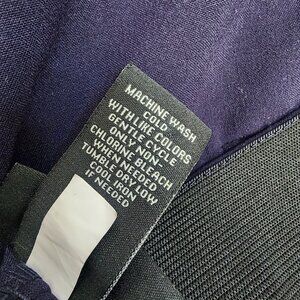 MACHINE WASH
COLD
WITH LIKE COLORS
GENTLE CYCLE
ONLY NON-
CHLORINE BLEACH
WHEN NEEDED
TUMBLE DRY LOW
COOL IRON
IF NEEDED